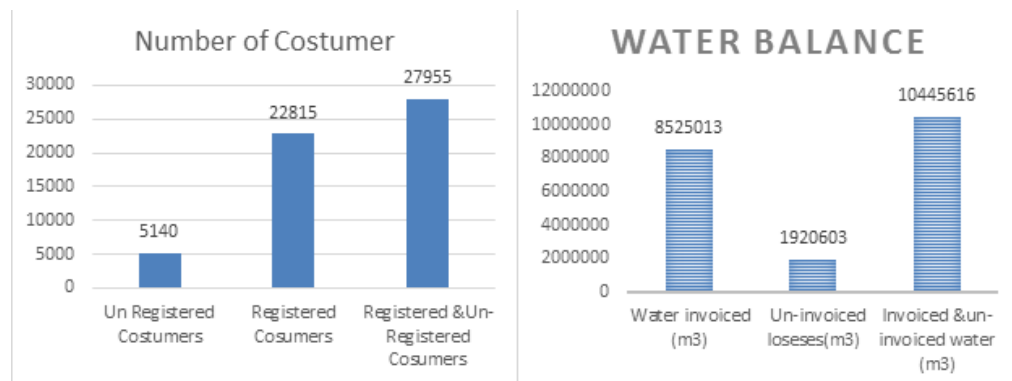 Number of Costumer
30000
25000
20000
15000
10000
5000
0
5140
22815
27955
Un Registered
Costumers
Registered
Cosumers
Registered &Un-
Registered
Cosumers
WATER BALANCE
12000000
10000000
8000000
6000000
4000000
2000000
0
8525013
1920603
10445616
Water invoiced
(m3)
Un-invoiced
loseses(m3)
Invoiced &un-
invoiced water
(m3)